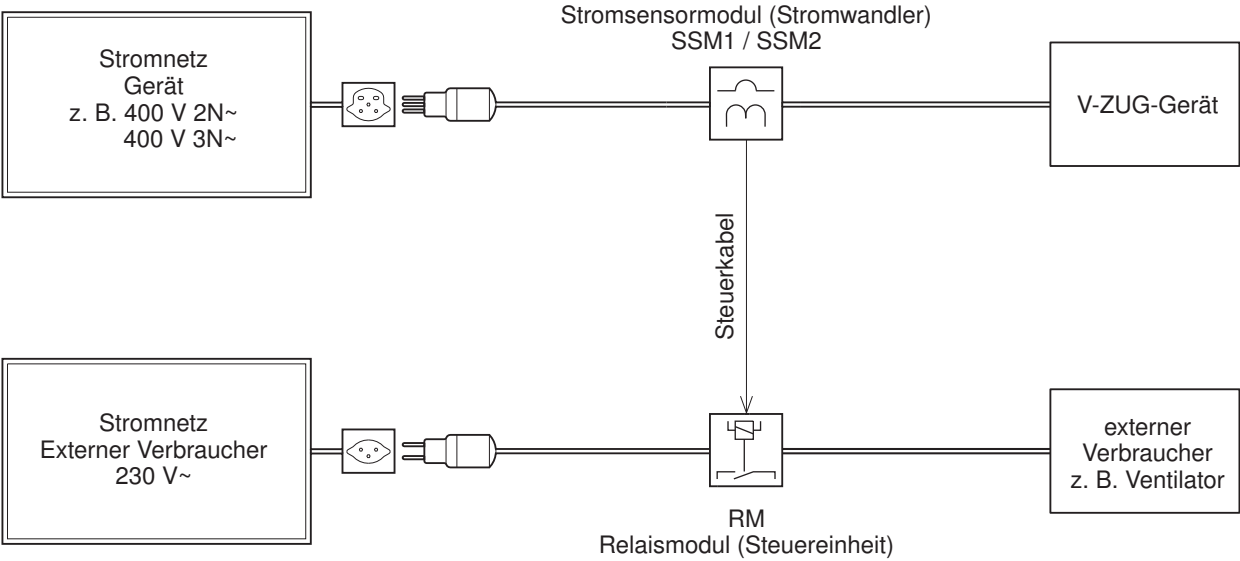 Stromsensormodul (Stromwandler)
SSM1 / SSM2
Stromnetz
Gerät
z. B. 400 V 2N~
400 V 3N~
V-ZUG-Gerät
Steuerkabel
Stromnetz
Externer Verbraucher
230 V~
externer
Verbraucher
z. B. Ventilator
RM
Relaismodul (Steuereinheit)